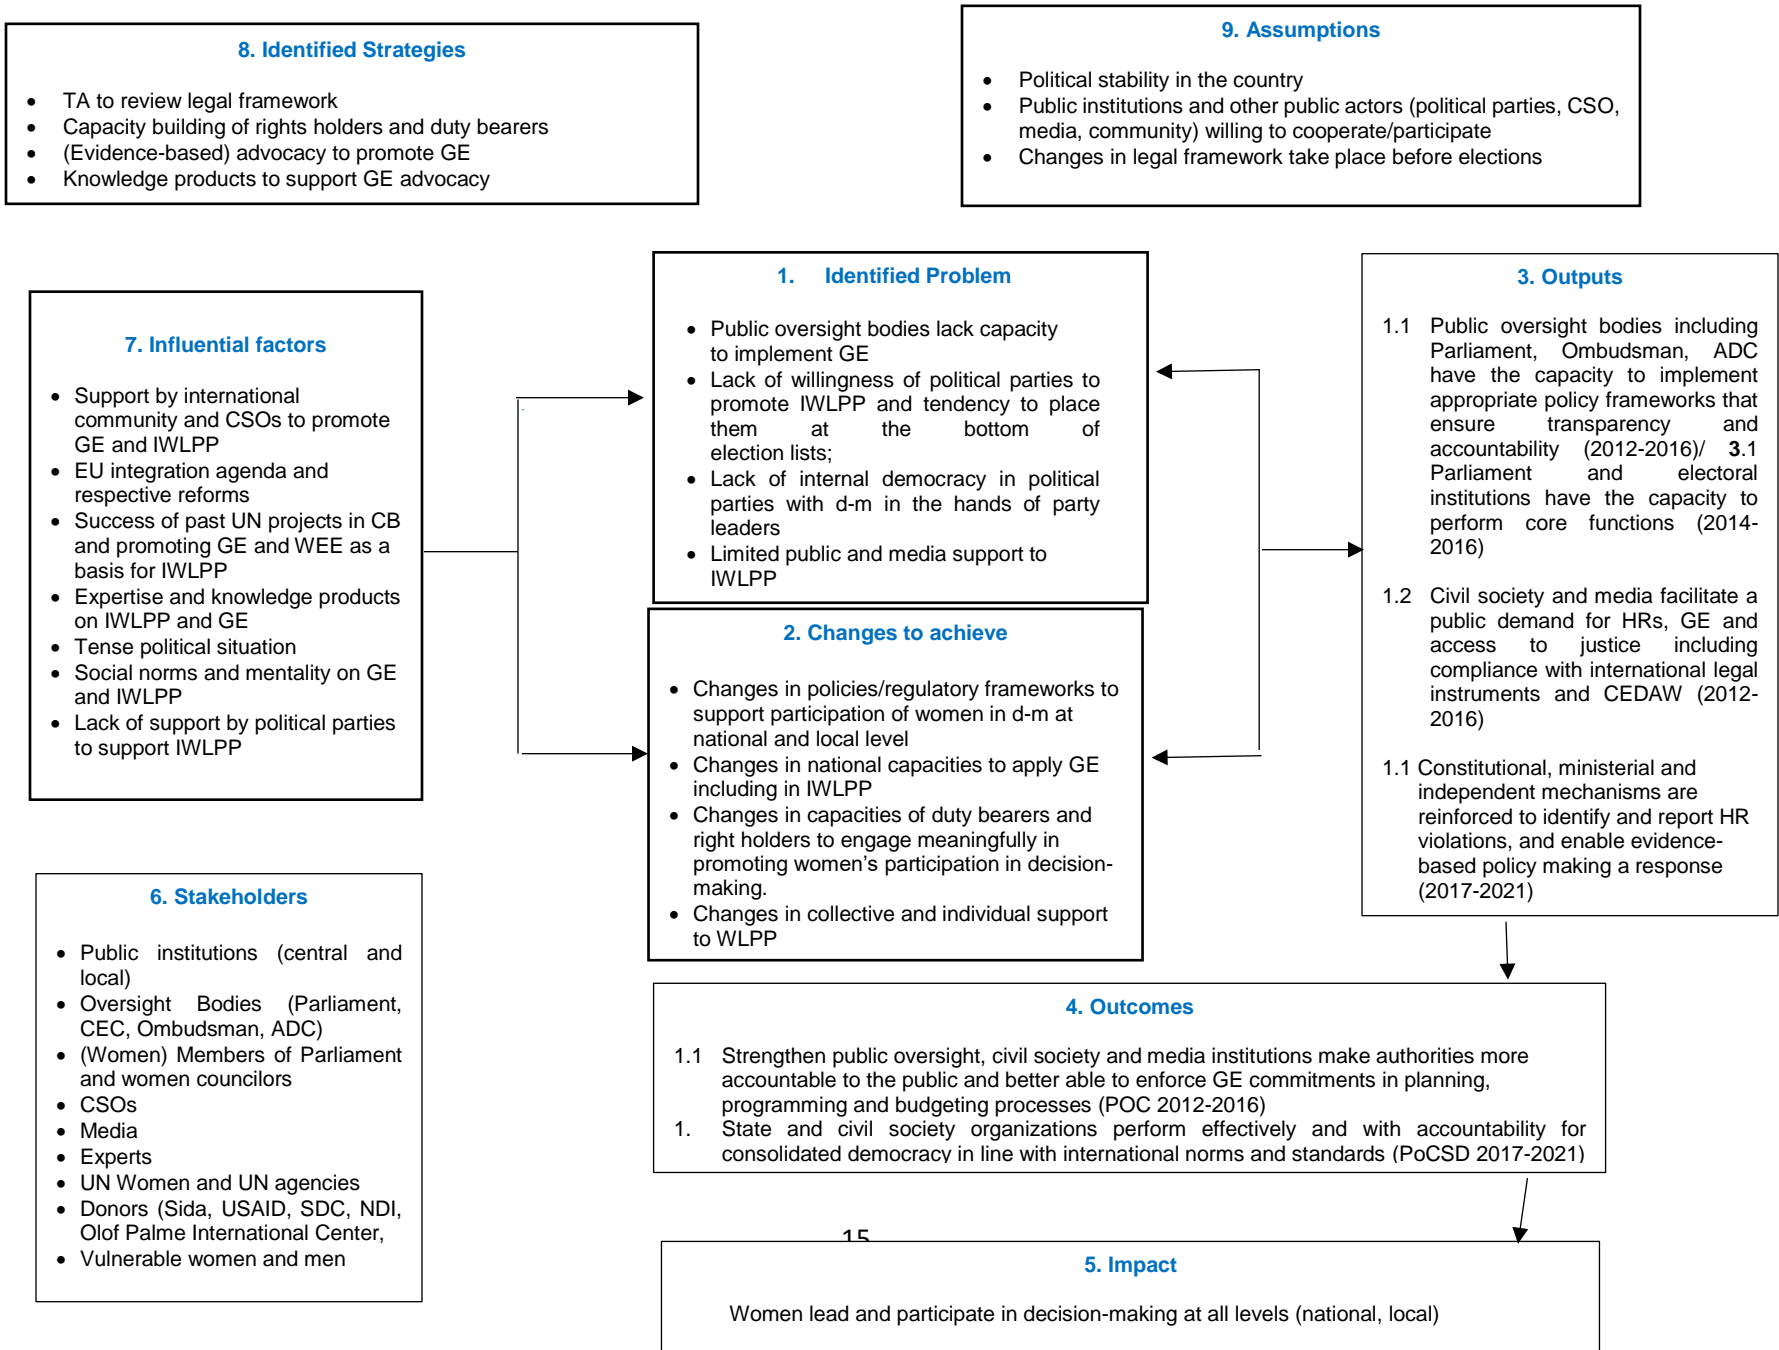 8. Identified Strategies
• TA to review legal framework
• Capacity building of rights holders and duty bearers
• (Evidence-based) advocacy to promote GE
• Knowledge products to support GE advocacy
9. Assumptions
• Political stability in the country
• Public institutions and other public actors (political parties, CSO,
media, community) willing to cooperate/participate
• Changes in legal framework take place before elections
7. Influential factors
• Support by international
community and CSOs to promote
GE and IWLPP
• EU integration agenda and
respective reforms
• Success of past UN projects in CB
and promoting GE and WEE as a
basis for IWLPP
• Expertise and knowledge products
on IWLPP and GE
• Tense political situation
• Social norms and mentality on GE
and IWLPP
• Lack of support by political parties
to support IWLPP
1. Identified Problem
• Public oversight bodies lack capacity
to implement GE
• Lack of willingness of political parties to
promote IWLPP and tendency to place
them at the bottom of
election lists;
• Lack of internal democracy in political
parties with d-m in the hands of party
leaders
• Limited public and media support to
IWLPP
2. Changes to achieve
• Changes in policies/regulatory frameworks to
support participation of women in d-m at
national and local level
• Changes in national capacities to apply GE
including in IWLPP
• Changes in capacities of duty bearers and
right holders to engage meaningfully in
promoting women's participation in decision-
making.
• Changes in collective and individual support
to WLPP
3. Outputs
1.1 Public oversight bodies including
Parliament, Ombudsman, ADC
have the capacity to implement
appropriate policy frameworks that
ensure transparency and
accountability (2012-2016)/ 3.1
Parliament and electoral
institutions have the capacity to
perform core functions (2014-
2016)
1.2 Civil society and media facilitate a
public demand for HRs, GE and
access to justice including
compliance with international legal
instruments and CEDAW (2012-
2016)
1.1 Constitutional, ministerial and
independent mechanisms are
reinforced to identify and report HR
violations, and enable evidence-
based policy making a response
(2017-2021)
6. Stakeholders
• Public institutions (central and
local)
• Oversight Bodies (Parliament,
CEC, Ombudsman, ADC)
• (Women) Members of Parliament
and women councilors
• CSOs
• Media
• Experts
• UN Women and UN agencies
• Donors (Sida, USAID, SDC, NDI,
Olof Palme International Center,
• Vulnerable women and men
4. Outcomes
1.1 Strengthen public oversight, civil society and media institutions make authorities more
accountable to the public and better able to enforce GE commitments in planning,
programming and budgeting processes (POC 2012-2016)
1. State and civil society organizations perform effectively and with accountability for
consolidated democracy in line with international norms and standards (PoCSD 2017-2021)
15
5. Impact
Women lead and participate in decision-making at all levels (national, local)